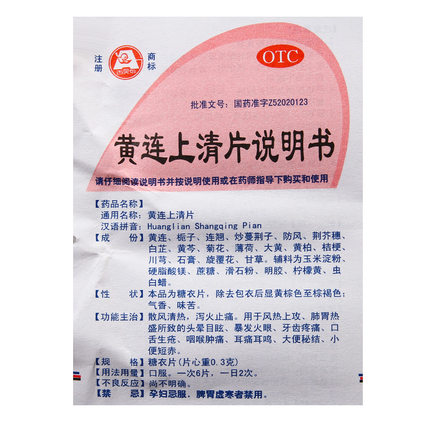 注册
商标
OTC
批准文号：国药准字Z52020123
黄连上清片说明书
请仔细阅读说明书并按说明使用或在药师指导下购买和使用
【药品名称】
通用名称：黄连上清片
汉语拼音：Huanglian Shangqing Pian
【成　份】黄连、栀子、连翘、炒蔓荆子、防风、荆芥穗、
白芷、黄芩、菊花、薄荷、大黄、黄柏、桔梗、
川芎、石膏、旋覆花、甘草。辅料为玉米淀粉、
硬脂酸镁、蔗糖、滑石粉、明胶、柠檬黄、虫
白蜡。
【性　状】本品为糖衣片，除去包衣后显黄棕色至棕褐色；
气香、味苦。
【功能主治】散风清热，泻火止痛。用于风热上攻、肺胃热
盛所致的头晕目眩、暴发火眼、牙齿疼痛、口
舌生疮、咽喉肿痛、耳痛耳鸣、大便秘结、小
便短赤。
【规　格】糖衣片(片心重0.3克)
【用法用量】口服。一次6片，一日2次。
【不良反应】尚不明确。
【禁　忌】孕妇忌服，脾胃虚寒者禁用。